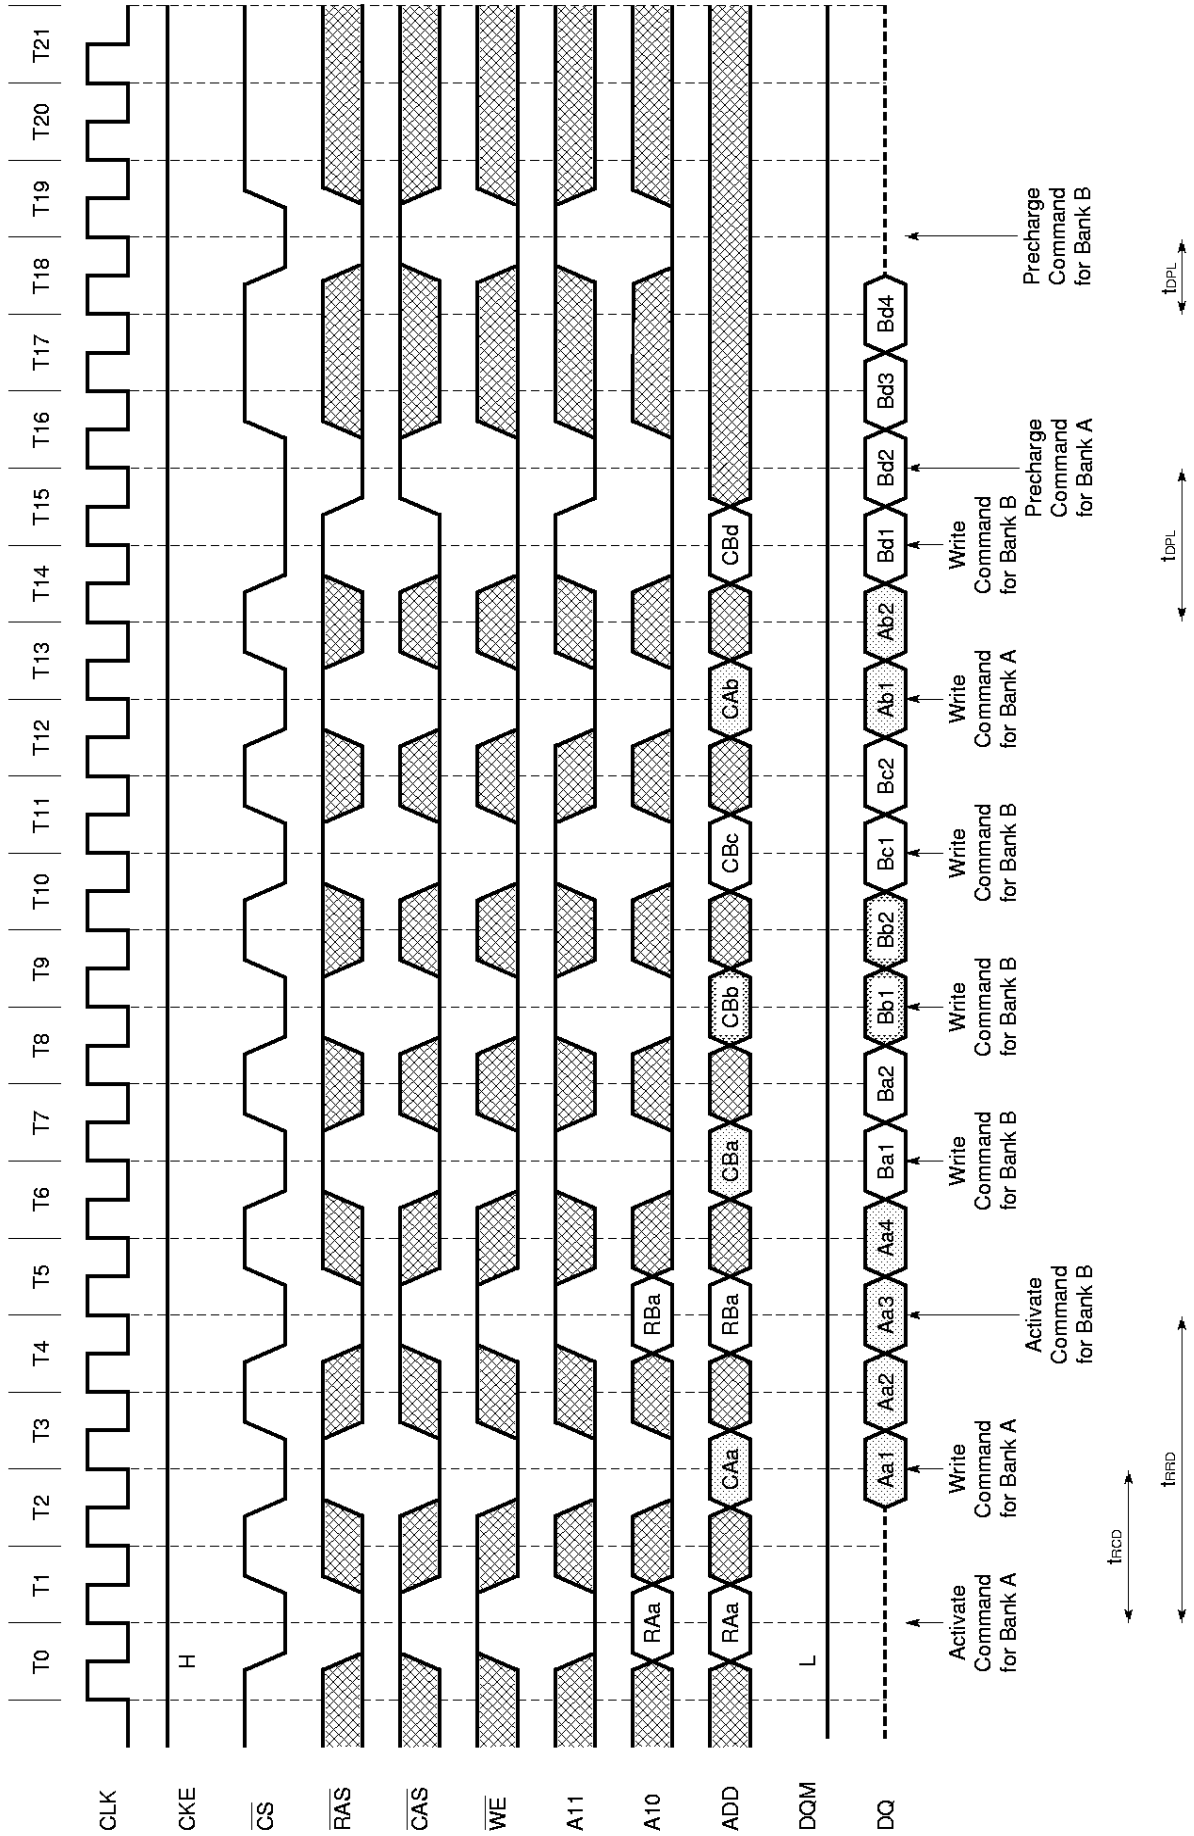 T0 T1 T2 T3 T4 T5 T6 T7 T8 T9 T10 T11 T12 T13 T14 T15 T16 T17 T18 T19 T20 T21
CLK
CKE H
CS
RAS
CAS
WE
A11
A10 RAa RBa
ADD RAa CAa RBa CBa CBb CBc CAb CBd
DQM L
DQ Aa1 Aa2 Aa3 Aa4 Ba1 Ba2 Bb1 Bb2 Bc1 Bc2 Ab1 Ab2 Bd1 Bd2 Bd3 Bd4
Activate
Command
for Bank A
Write
Command
for Bank A
Activate
Command
for Bank B
Write
Command
for Bank B
Write
Command
for Bank B
Write
Command
for Bank B
Write
Command
for Bank A
Write
Command
for Bank B
Precharge
Command
for Bank A
Precharge
Command
for Bank B
tRCD
tRRD
tDPL
tDPL